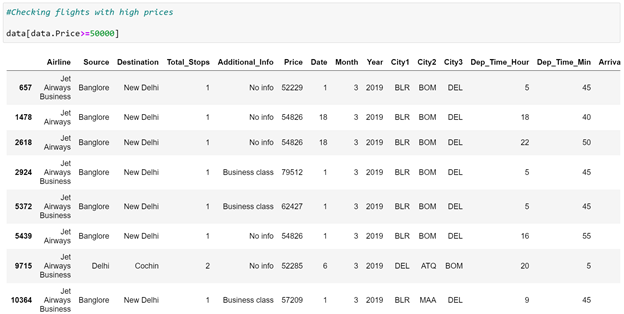 #Checking flights with high prices
data[data.Price>=50000]
Airline Source Destination Total_Stops Additional_Info Price Date Month Year City1 City2 City3 Dep_Time_Hour Dep_Time_Min Arriva
657 Jet Airways Business Banglore New Delhi 1 No info 52229 1 3 2019 BLR BOM DEL 5 45
1478 Jet Airways Banglore New Delhi 1 No info 54826 18 3 2019 BLR BOM DEL 18 40
2618 Jet Airways Banglore New Delhi 1 No info 54826 18 3 2019 BLR BOM DEL 22 50
2924 Jet Airways Business Banglore New Delhi 1 Business class 79512 1 3 2019 BLR BOM DEL 5 45
5372 Jet Airways Business Banglore New Delhi 1 Business class 62427 1 3 2019 BLR BOM DEL 5 45
5439 Jet Airways Banglore New Delhi 1 No info 54826 1 3 2019 BLR BOM DEL 16 55
9715 Jet Airways Business Delhi Cochin 2 No info 52285 6 3 2019 DEL ATQ BOM 20 5
10364 Jet Airways Business Banglore New Delhi 1 Business class 57209 1 3 2019 BLR MAA DEL 9 45